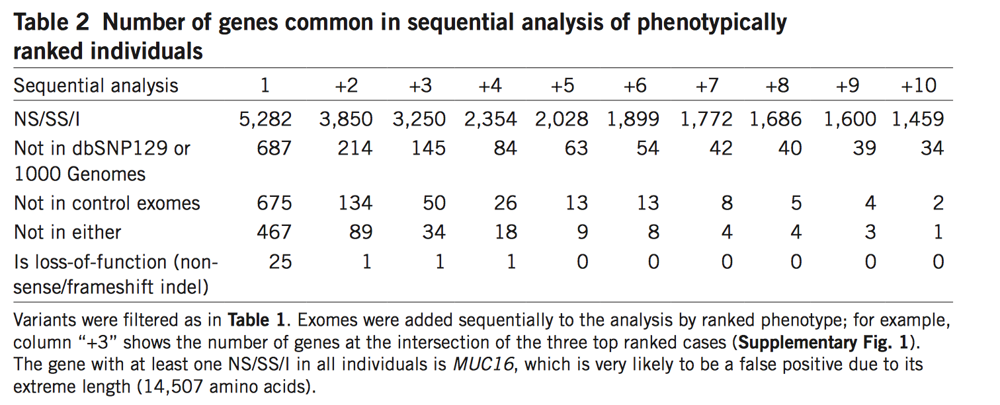 Table 2 Number of genes common in sequential analysis of phenotypically
ranked individuals
Sequential analysis 1 +2 +3 +4 +5 +6 +7 +8 +9 +10
NS/SS/I 5,282 3,850 3,250 2,354 2,028 1,899 1,772 1,686 1,600 1,459
Not in dbSNP129 or 687 214 145 84 63 54 42 40 39 34
1000 Genomes
Not in control exomes 675 134 50 26 13 13 8 5 4 2
Not in either 467 89 34 18 9 8 4 4 3 1
Is loss-of-function (non- 25 1 1 1 0 0 0 0 0 0
sense/frameshift indel)
Variants were filtered as in Table 1. Exomes were added sequentially to the analysis by ranked phenotype; for example,
column “+3” shows the number of genes at the intersection of the three top ranked cases (Supplementary Fig. 1).
The gene with at least one NS/SS/I in all individuals is MUC16, which is very likely to be a false positive due to its
extreme length (14,507 amino acids).